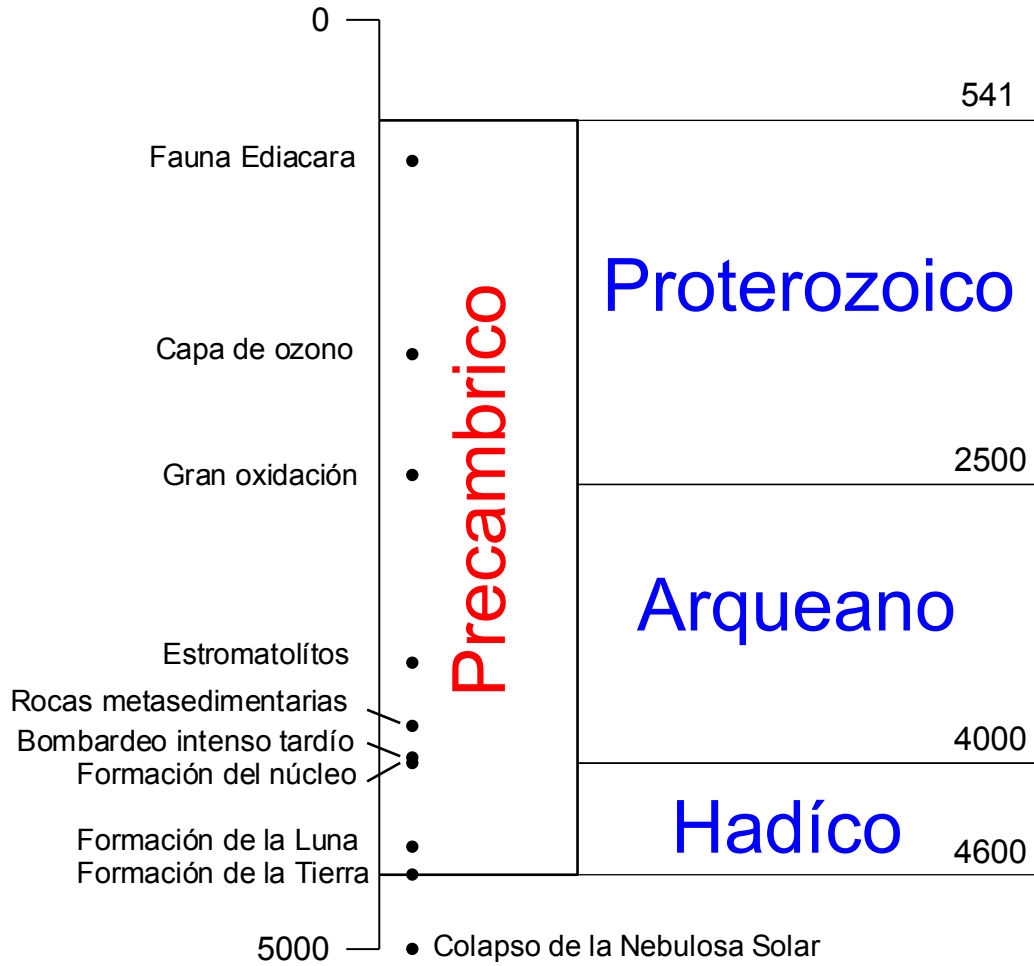 0
541
Fauna Ediacara
Proterozoico
Capa de ozono
Precambrico
Gran oxidación
2500
Arqueano
Estromatolítos
Rocas metasedimentarias
Bombardeo intenso tardío
4000
Formación del núcleo
Hadíco
Formación de la Luna
4600
Formación de la Tierra
5000
Colapso de la Nebulosa Solar